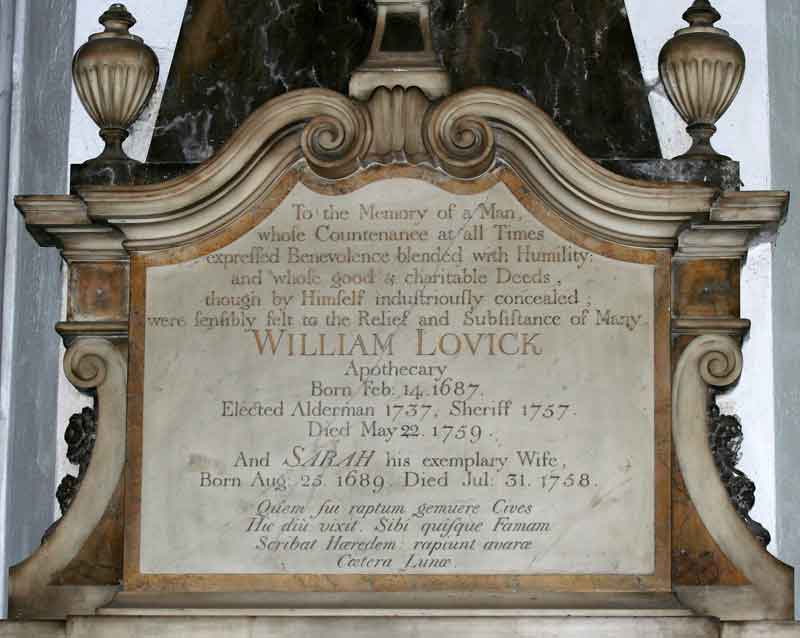 To the Memory of a Man,
whose Countenance at all Times
expressed Benevolence blended with Humility;
and whose good & charitable Deeds,
though by Himself industriously concealed,
were sensibly felt to the Relief and Subsistance of Many.
WILLIAM LOVICK
Apothecary
Born Feb: 14. 1687.
Elected Alderman 1737, Sheriff 1757.
Died May 22. 1759.
And SARAH his exemplary Wife,
Born Aug: 25. 1689. Died Jul: 31. 1758.
Quem sui raptum gemuere Cives
Hic diu vixit. Sibi quisque Famam
Scribat Hæredem: rapiunt avaræ
Cœtera Lunæ.